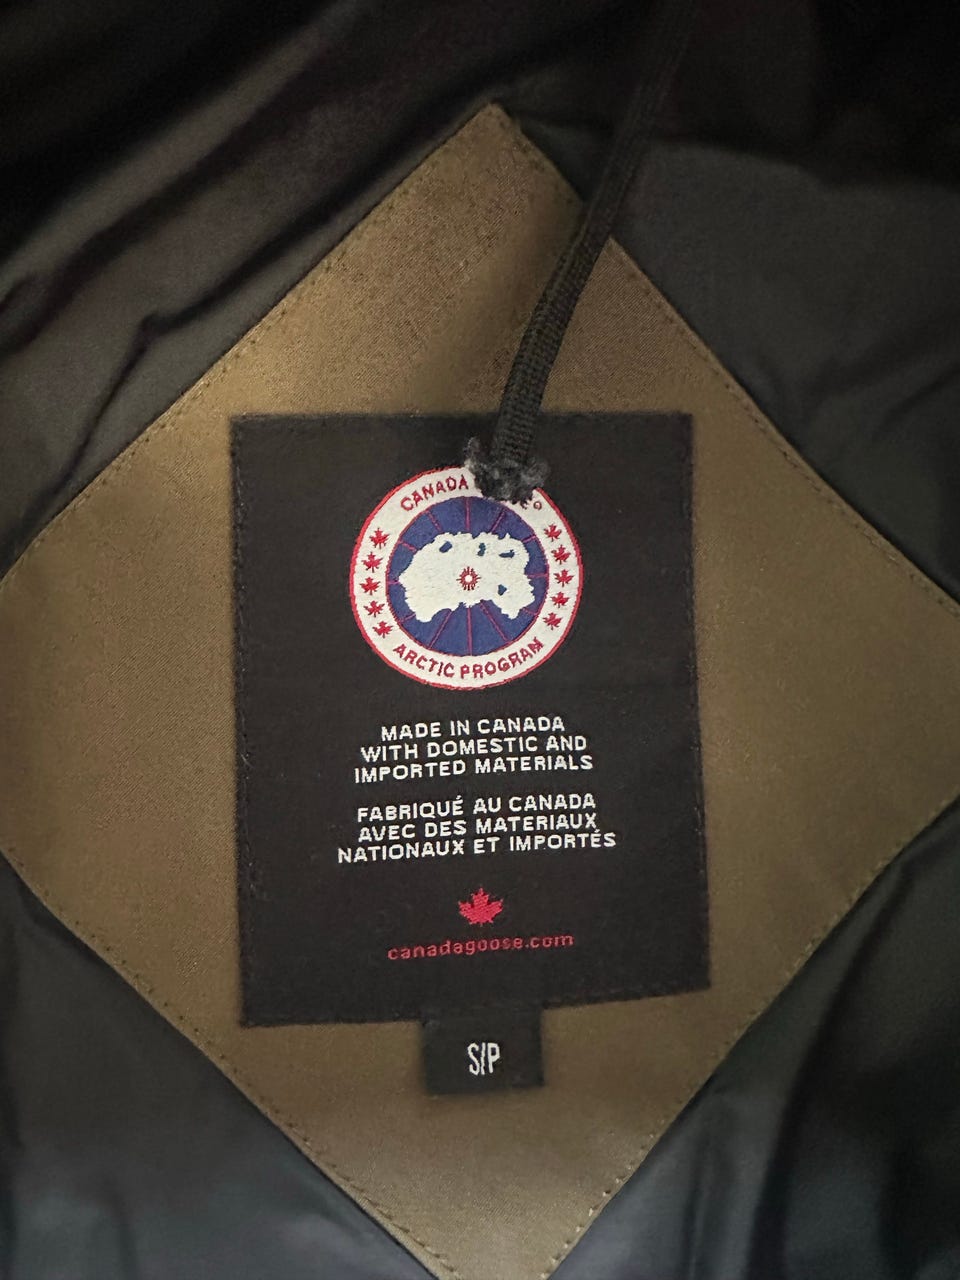 CANADA
ARCTIC PROGRAM
MADE IN CANADA
WITH DOMESTIC AND
IMPORTED MATERIALS
FABRIQUÉ AU CANADA
AVEC DES MATERIAUX
NATIONAUX ET IMPORTÉS
canadagoose.com
S/P